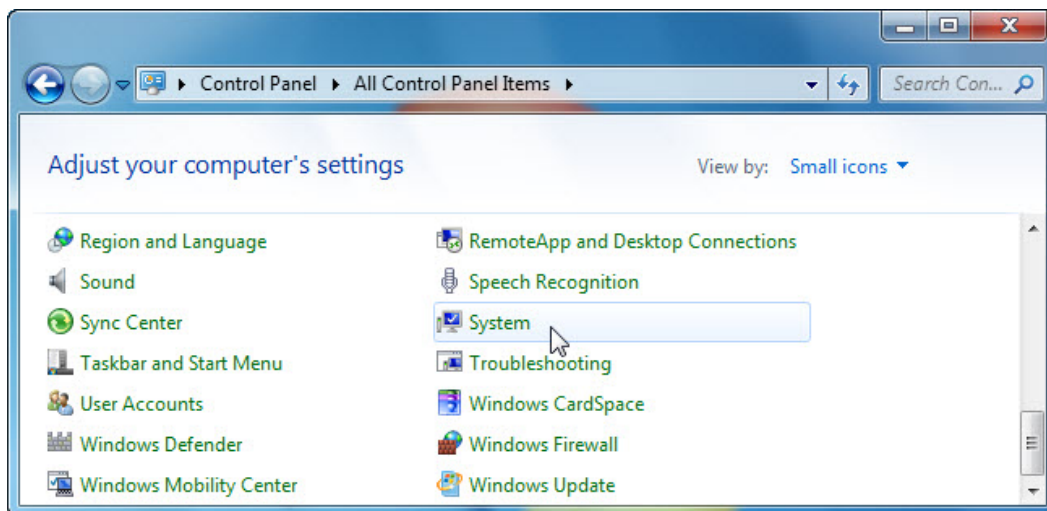 Control Panel All Control Panel Items Search Con...
Adjust your computer's settings View by: Small icons
Region and Language RemoteApp and Desktop Connections
Sound Speech Recognition
Sync Center System
Taskbar and Start Menu Troubleshooting
User Accounts Windows CardSpace
Windows Defender Windows Firewall
Windows Mobility Center Windows Update